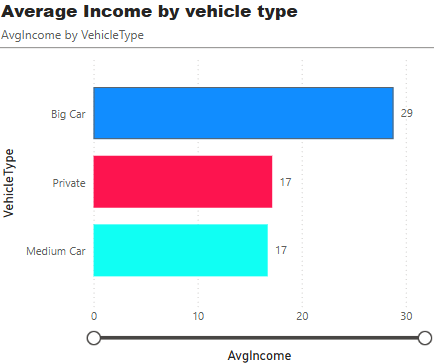 Average Income by vehicle type
AvgIncome by VehicleType
VehicleType
Big Car
29
Private
17
Medium Car
17
0 10 20 30
AvgIncome